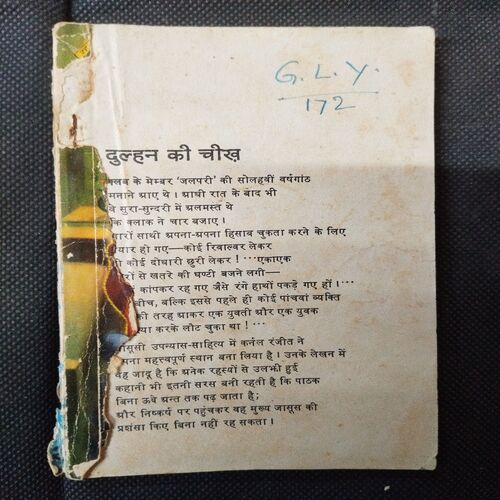 G. L. Y.
172
दुल्हन की चीख़
क्लब के मेम्बर ‘जलपरी’ की सोलहवीं वर्षगांठ
मनाने आए थे । आधी रात के बाद भी
वे सुरा-सुन्दरी में अलमस्त थे
कि क्लाक ने चार बजाए ।
चारों साथी अपना-अपना हिसाब चुकता करने के लिए
तैयार हो गए—कोई रिवाल्वर लेकर
तो कोई दोधारी छुरी लेकर !···एकाएक
से खतरे की घण्टी बजने लगी—
कांपकर रह गए जैसे रंगे हाथों पकड़े गए हों ।···
बीच, बल्कि इससे पहले ही कोई पांचवां व्यक्ति
की तरह आकर एक युवती और एक युवक
करके लौट चुका था !···
जासूसी उपन्यास-साहित्य में कर्नल रंजीत ने
अपना महत्त्वपूर्ण स्थान बना लिया है । उनके लेखन में
वह जादू है कि अनेक रहस्यों से उलझी हुई
कहानी भी इतनी सरस बनी रहती है कि पाठक
बिना ऊबे अन्त तक पढ़ जाता है;
और निष्कर्ष पर पहुंचकर वह मुख्य जासूस की
प्रशंसा किए बिना नहीं रह सकता ।